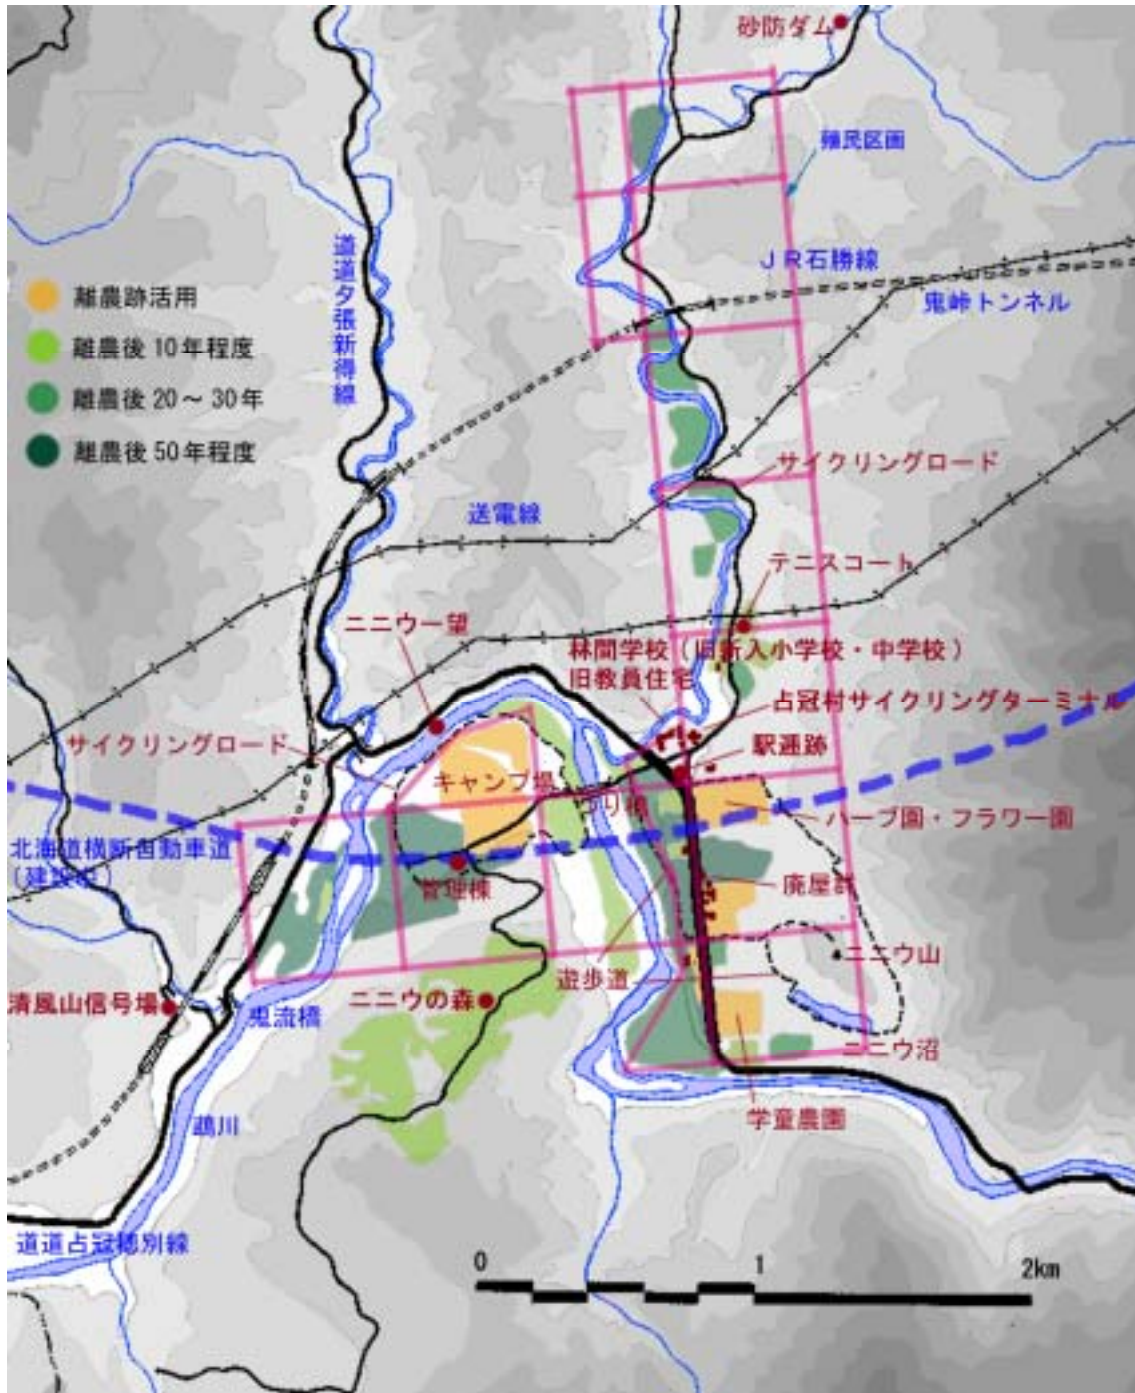 砂防ダム
殖民区画
道道夕張新得線
JR石勝線
鬼峠トンネル
離農跡活用
離農後10年程度
離農後20～30年
離農後50年程度
サイクリングロード
送電線
テニスコート
ニニウ一望
林間学校（旧新入小学校・中学校）
旧教員住宅
占冠村サイクリングターミナル
サイクリングロード
駅逓跡
キャンプ場
ハーブ園・フラワー園
北海道横断自動車道
（建設中）
管理棟
廃屋群
ニニウ山
遊歩道
清風山信号場
鬼流橋
ニニウの森
ニニウ沼
鵡川
学童農園
道道占冠穂別線
0
1
2km